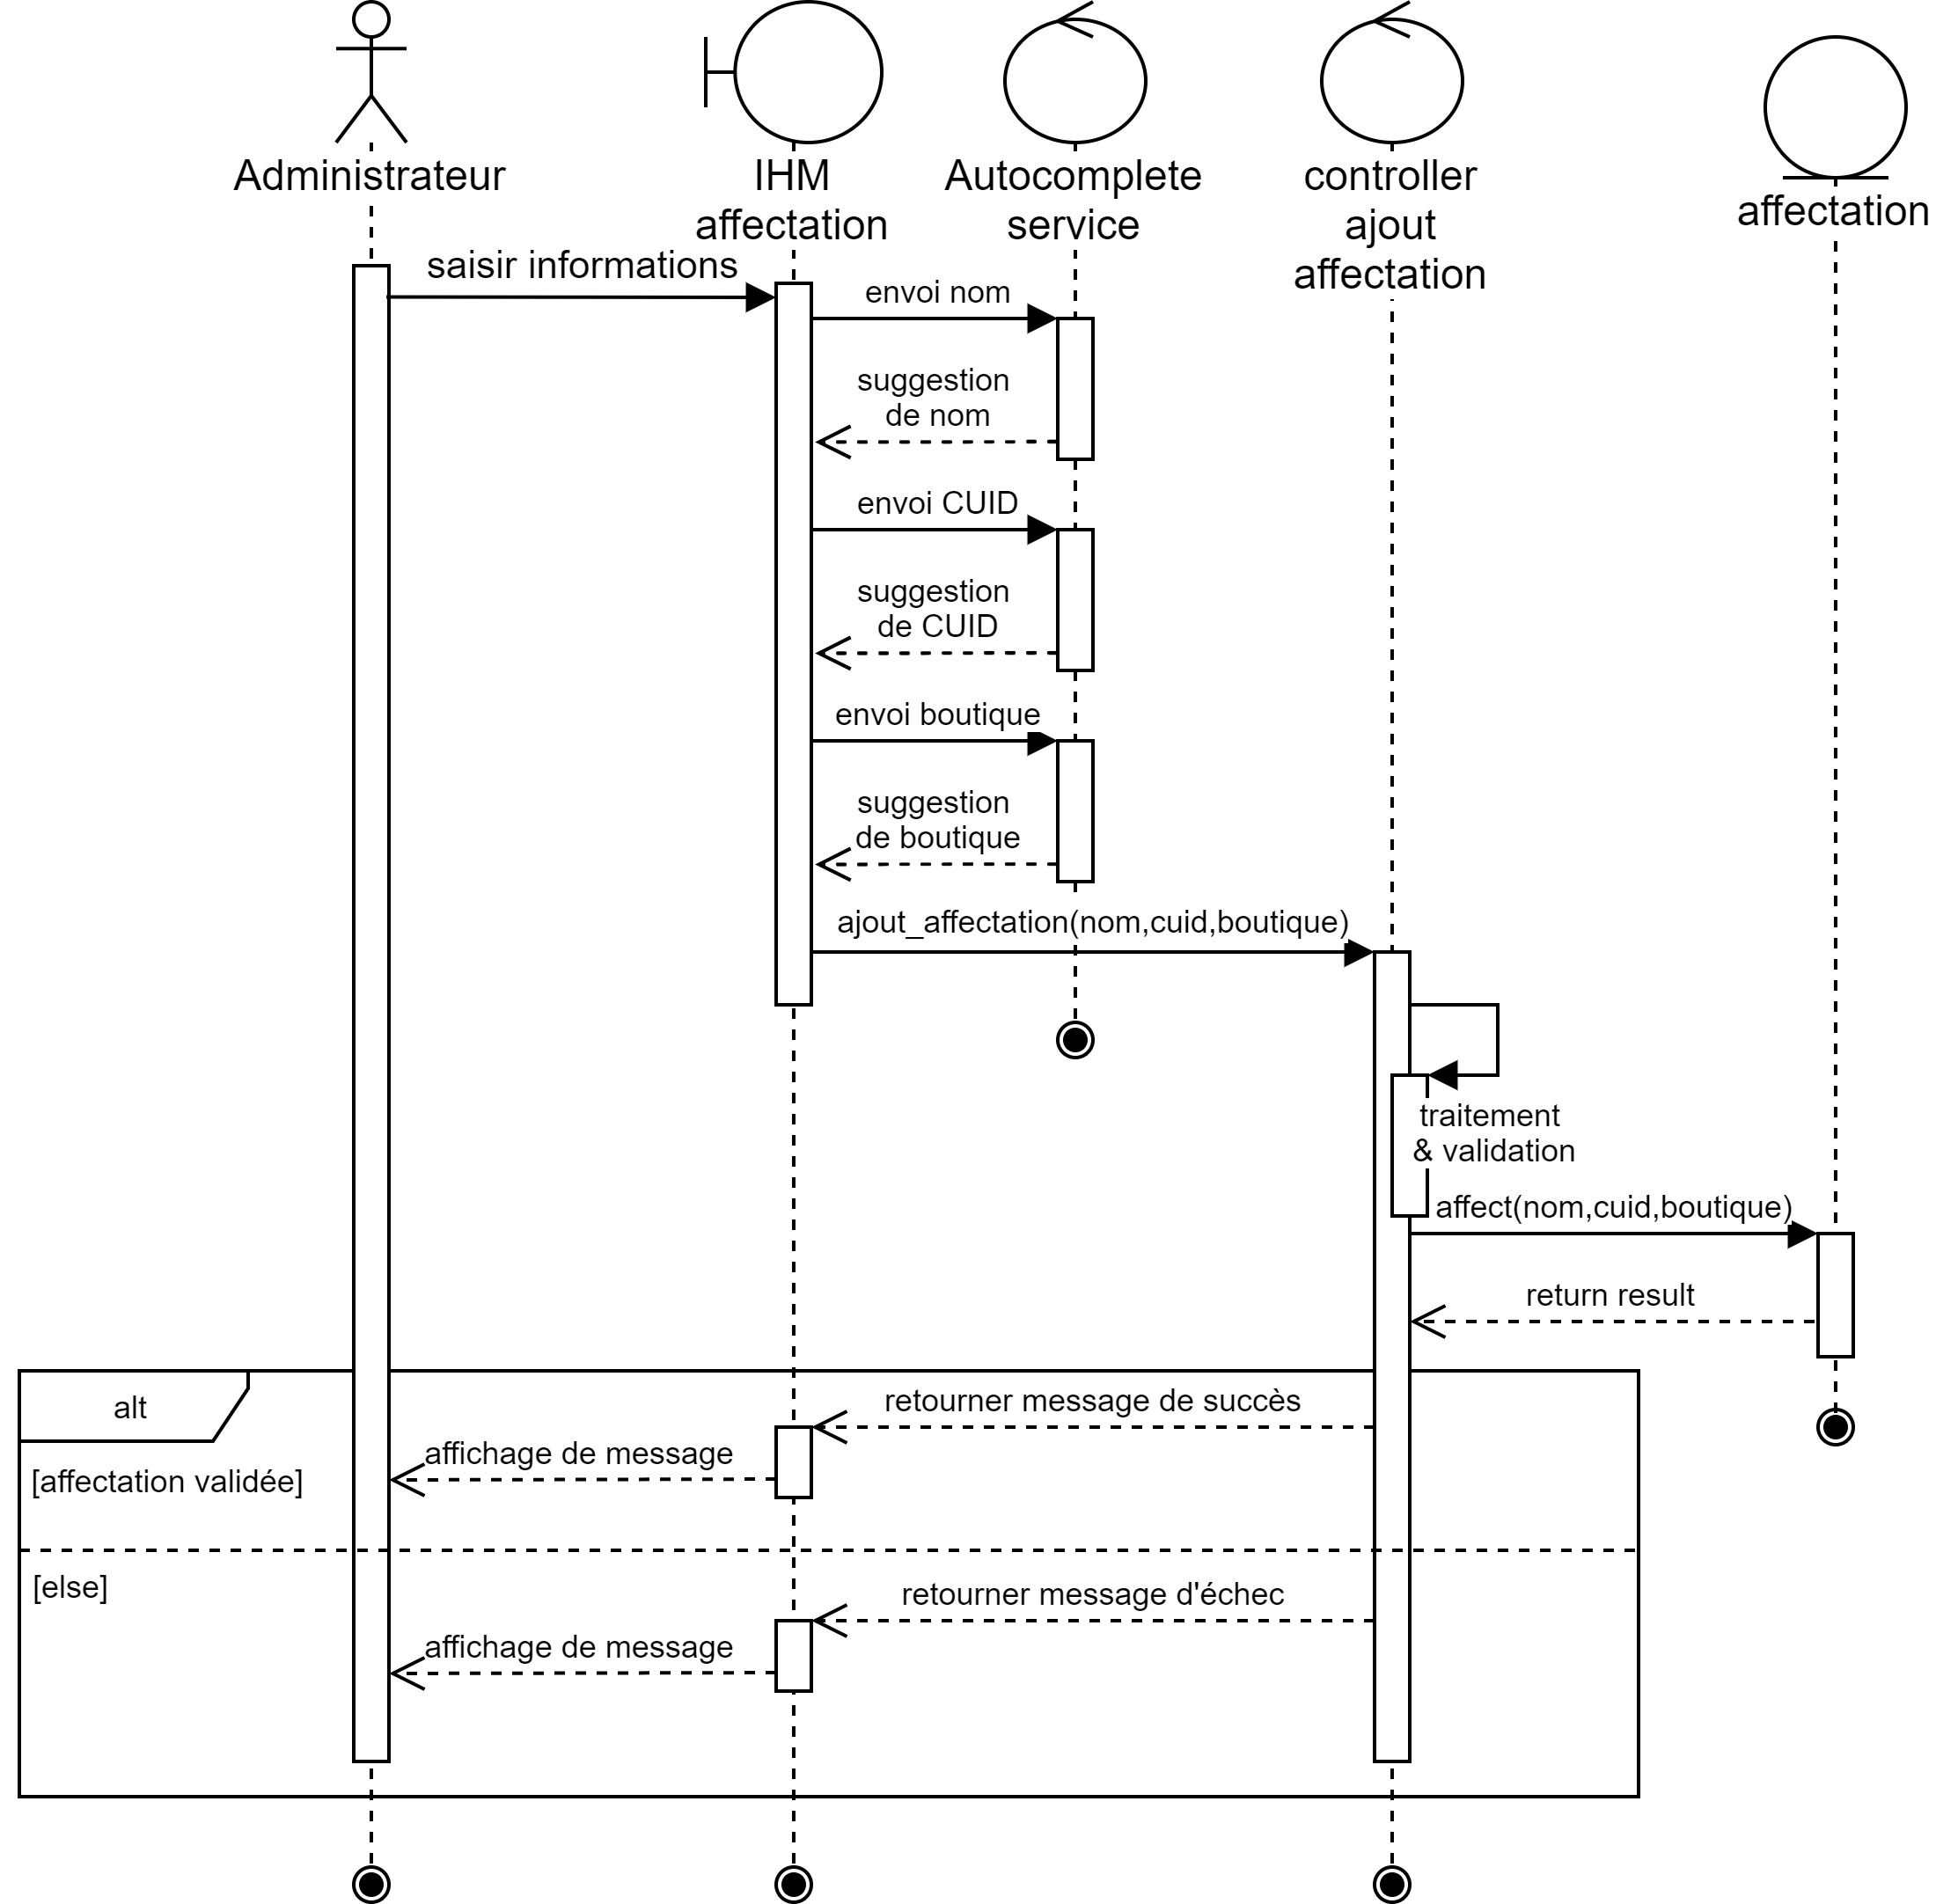 Administrateur
IHM
affectation
Autocomplete
service
controller
ajout
affectation
affectation
saisir informations
envoi nom
suggestion
de nom
envoi CUID
suggestion
de CUID
envoi boutique
suggestion
de boutique
ajout_affectation(nom,cuid,boutique)
traitement
& validation
affect(nom,cuid,boutique)
return result
alt
retourner message de succès
affichage de message
[affectation validée]
[else]
retourner message d'échec
affichage de message